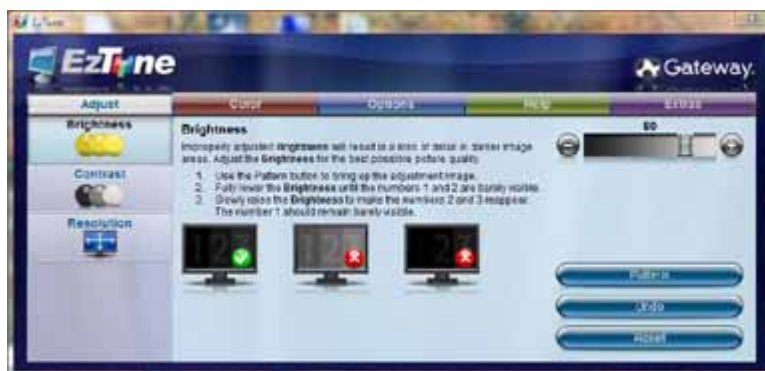 EzTune
Gateway.
Adjust
Color
Options
Help
Extras
Brightness
Contrast
Resolution
Brightness
Improperly adjusted Brightness will result in a loss of detail in darker image
areas. Adjust the Brightness for the best possible picture quality.
1. Use the Pattern button to bring up the adjustment image.
2. Fully lower the Brightness until the numbers 1 and 2 are barely visible.
3. Slowly raise the Brightness to make the numbers 2 and 3 reappear.
The number 1 should remain barely visible.
Pattern
Undo
Reset